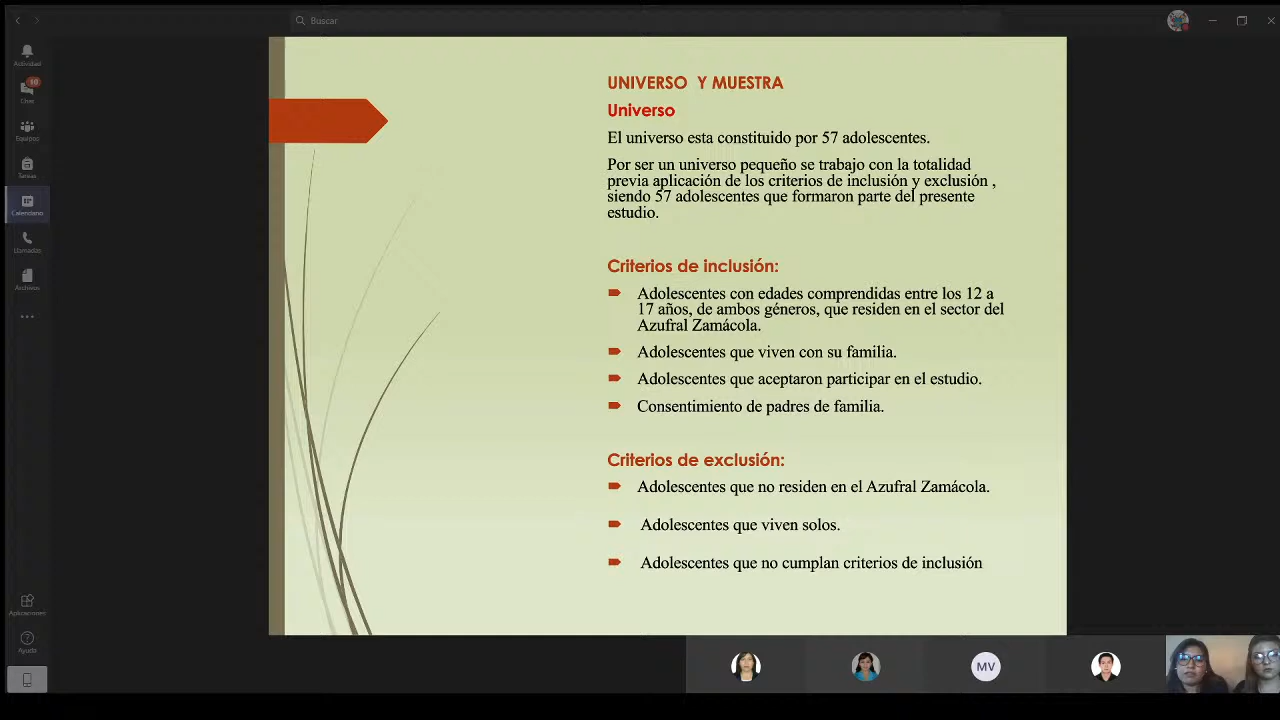 Buscar
Actividad
50
Chat
Equipos
Tareas
Calendario
Llamadas
Archivos
Aplicaciones
Ayuda
UNIVERSO Y MUESTRA
Universo
El universo esta constituido por 57 adolescentes.
Por ser un universo pequeño se trabajo con la totalidad
previa aplicación de los criterios de inclusión y exclusión ,
siendo 57 adolescentes que formaron parte del presente
estudio.
Criterios de inclusión:
Adolescentes con edades comprendidas entre los 12 a
17 años, de ambos géneros, que residen en el sector del
Azufral Zamácola.
Adolescentes que viven con su familia.
Adolescentes que aceptaron participar en el estudio.
Consentimiento de padres de familia.
Criterios de exclusión:
Adolescentes que no residen en el Azufral Zamácola.
Adolescentes que viven solos.
Adolescentes que no cumplan criterios de inclusión
MV